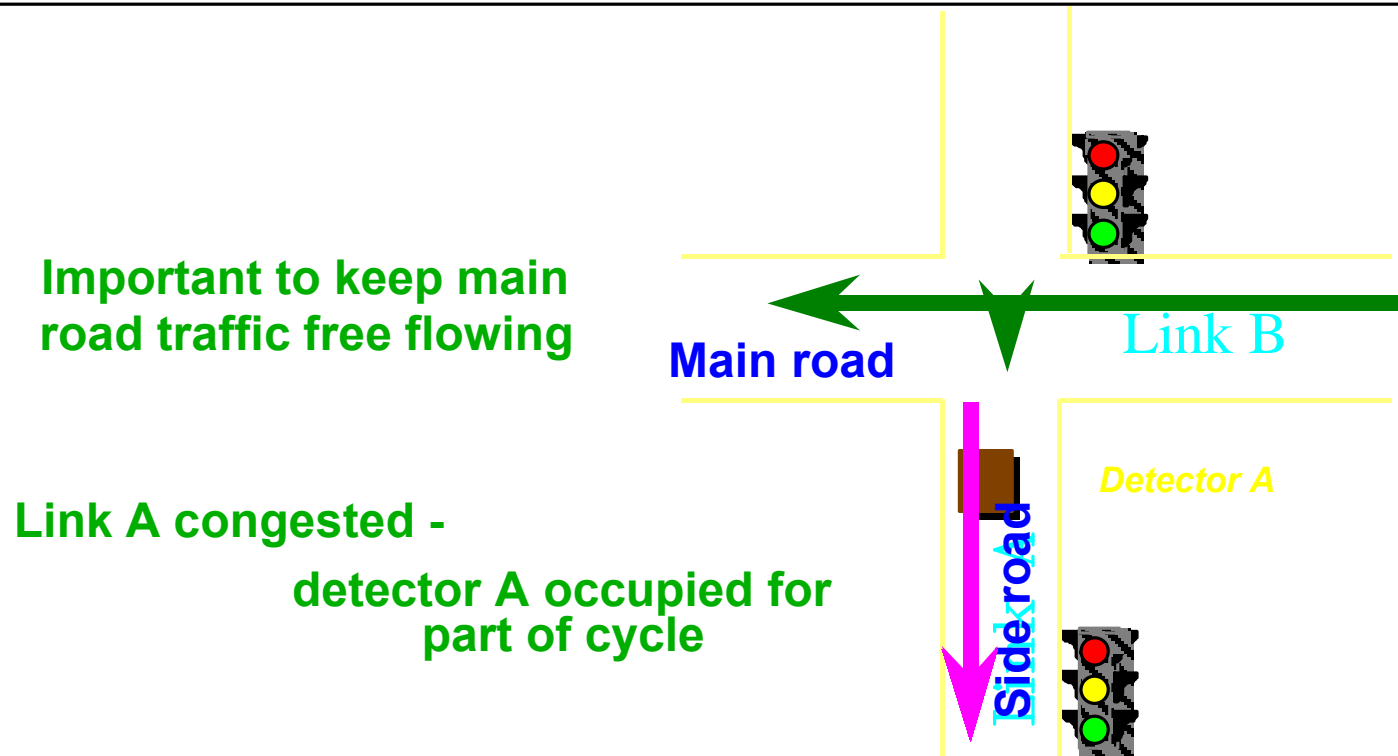 Important to keep main
road traffic free flowing
Link B
Main road
Detector A
Link A congested -
detector A occupied for
part of cycle
Side road
Link A